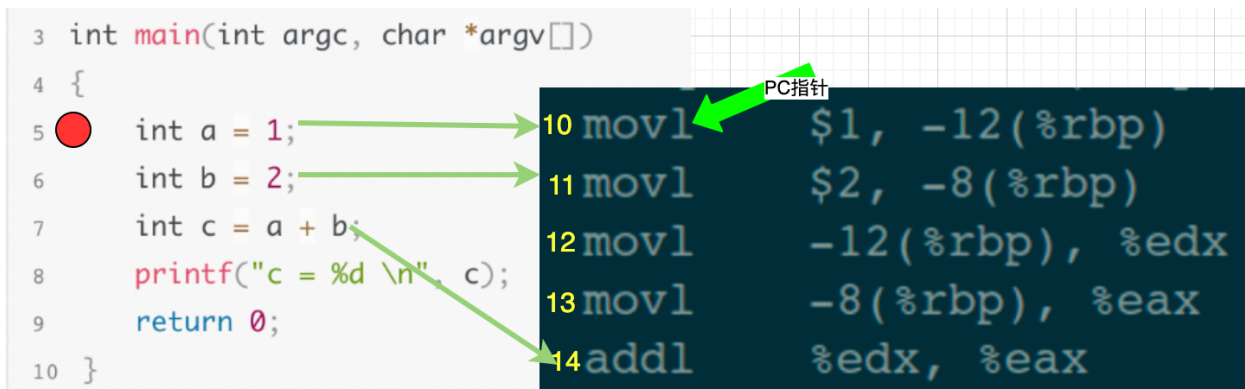 3 int main(int argc, char *argv[])
4 {
5 int a = 1;
6 int b = 2;
7 int c = a + b;
8 printf("c = %d \n", c);
9 return 0;
10 }
PC指针
10 movl $1, -12(%rbp)
11 movl $2, -8(%rbp)
12 movl -12(%rbp), %edx
13 movl -8(%rbp), %eax
14 addl %edx, %eax